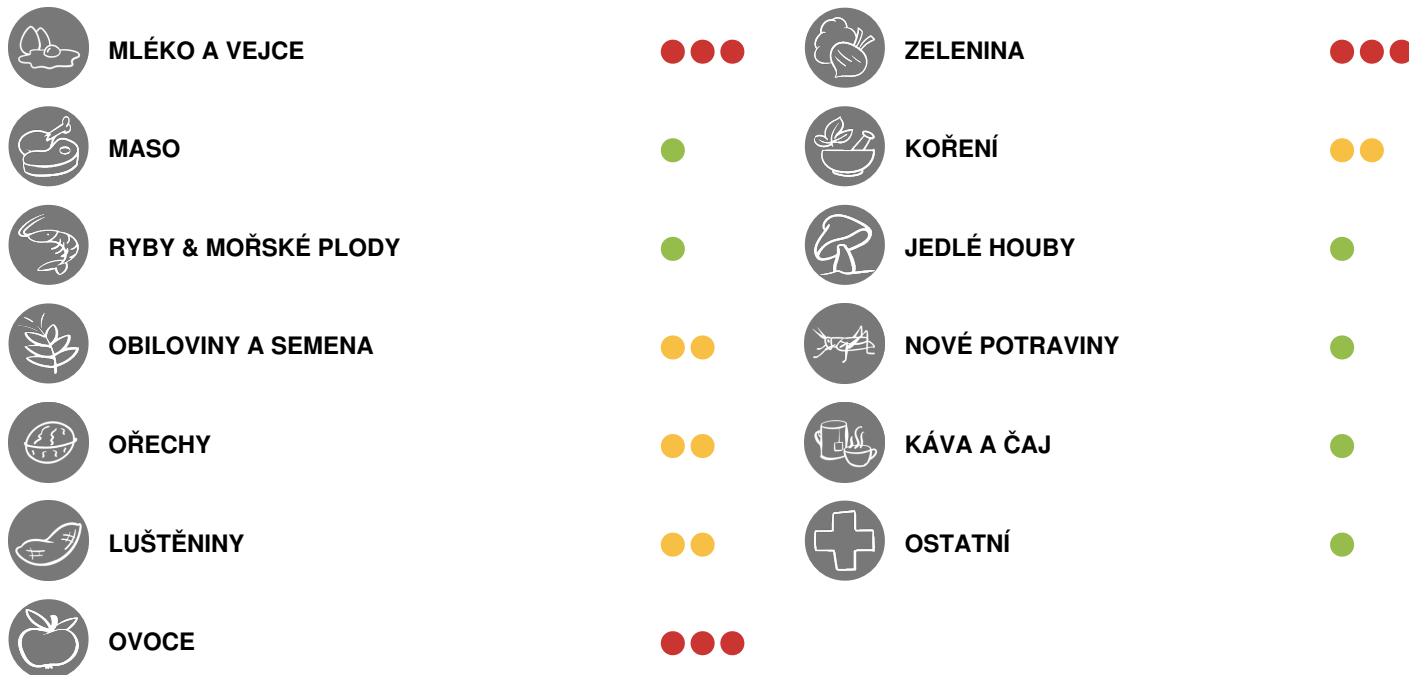 MLÉKO A VEJCE
MASO
RYBY & MOŘSKÉ PLODY
OBILOVINY A SEMENA
OŘECHY
LUŠTĚNINY
OVOCE
ZELENINA
KOŘENÍ
JEDLÉ HOUBY
NOVÉ POTRAVINY
KÁVA A ČAJ
OSTATNÍ